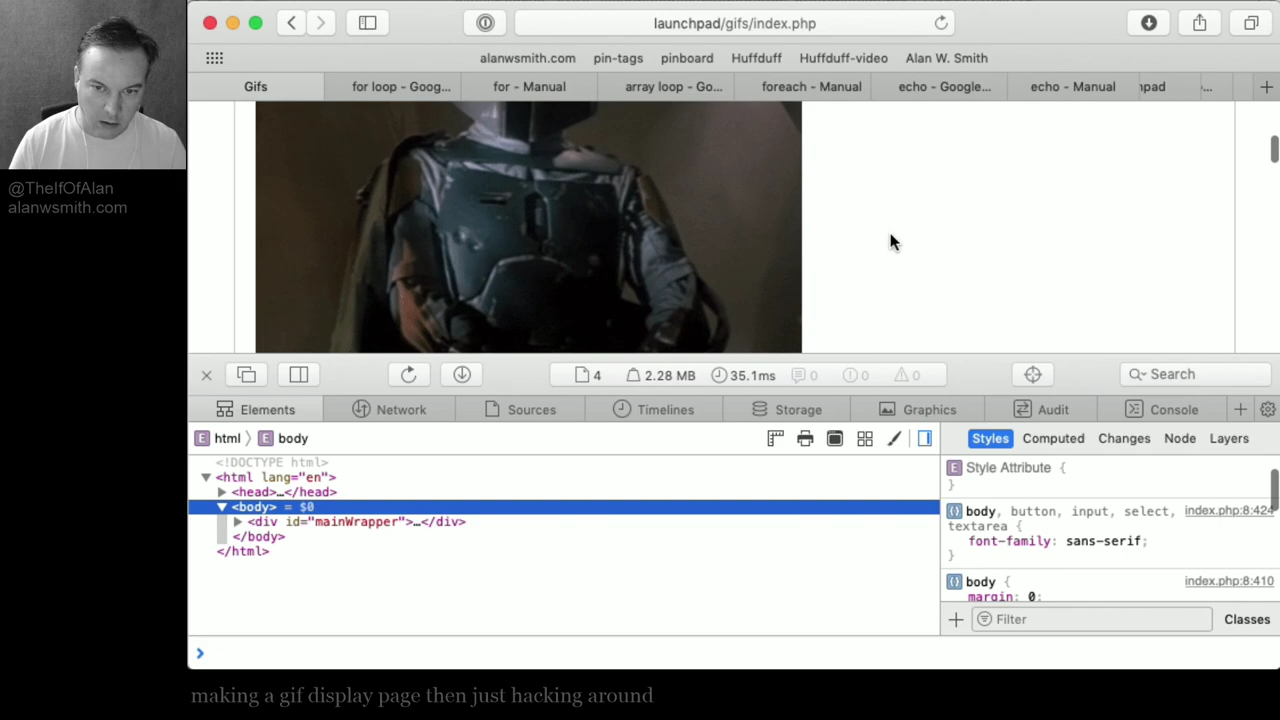 launchpad/gifs/index.php
alanwsmith.com pin-tags pinboard Huffduff Huffduff-video Alan W. Smith
Gifs for loop - Goog... for - Manual array loop - Go... foreach - Manual echo - Google... echo - Manual npad ...
@TheIfOfAlan
alanwsmith.com
4 2.28 MB 35.1ms 0 0 0 Search
Elements Network Sources Timelines Storage Graphics Audit Console
E html E body Styles Computed Changes Node Layers
<!DOCTYPE html>
<html lang="en">
<head>…</head>
<body> = $0
<div id="mainWrapper">…</div>
</body>
</html>
E Style Attribute {
}
body, button, input, select, index.php:8:424
textarea {
font-family: sans-serif;
}
body { index.php:8:410
margin: 0;
Filter Classes
making a gif display page then just hacking around